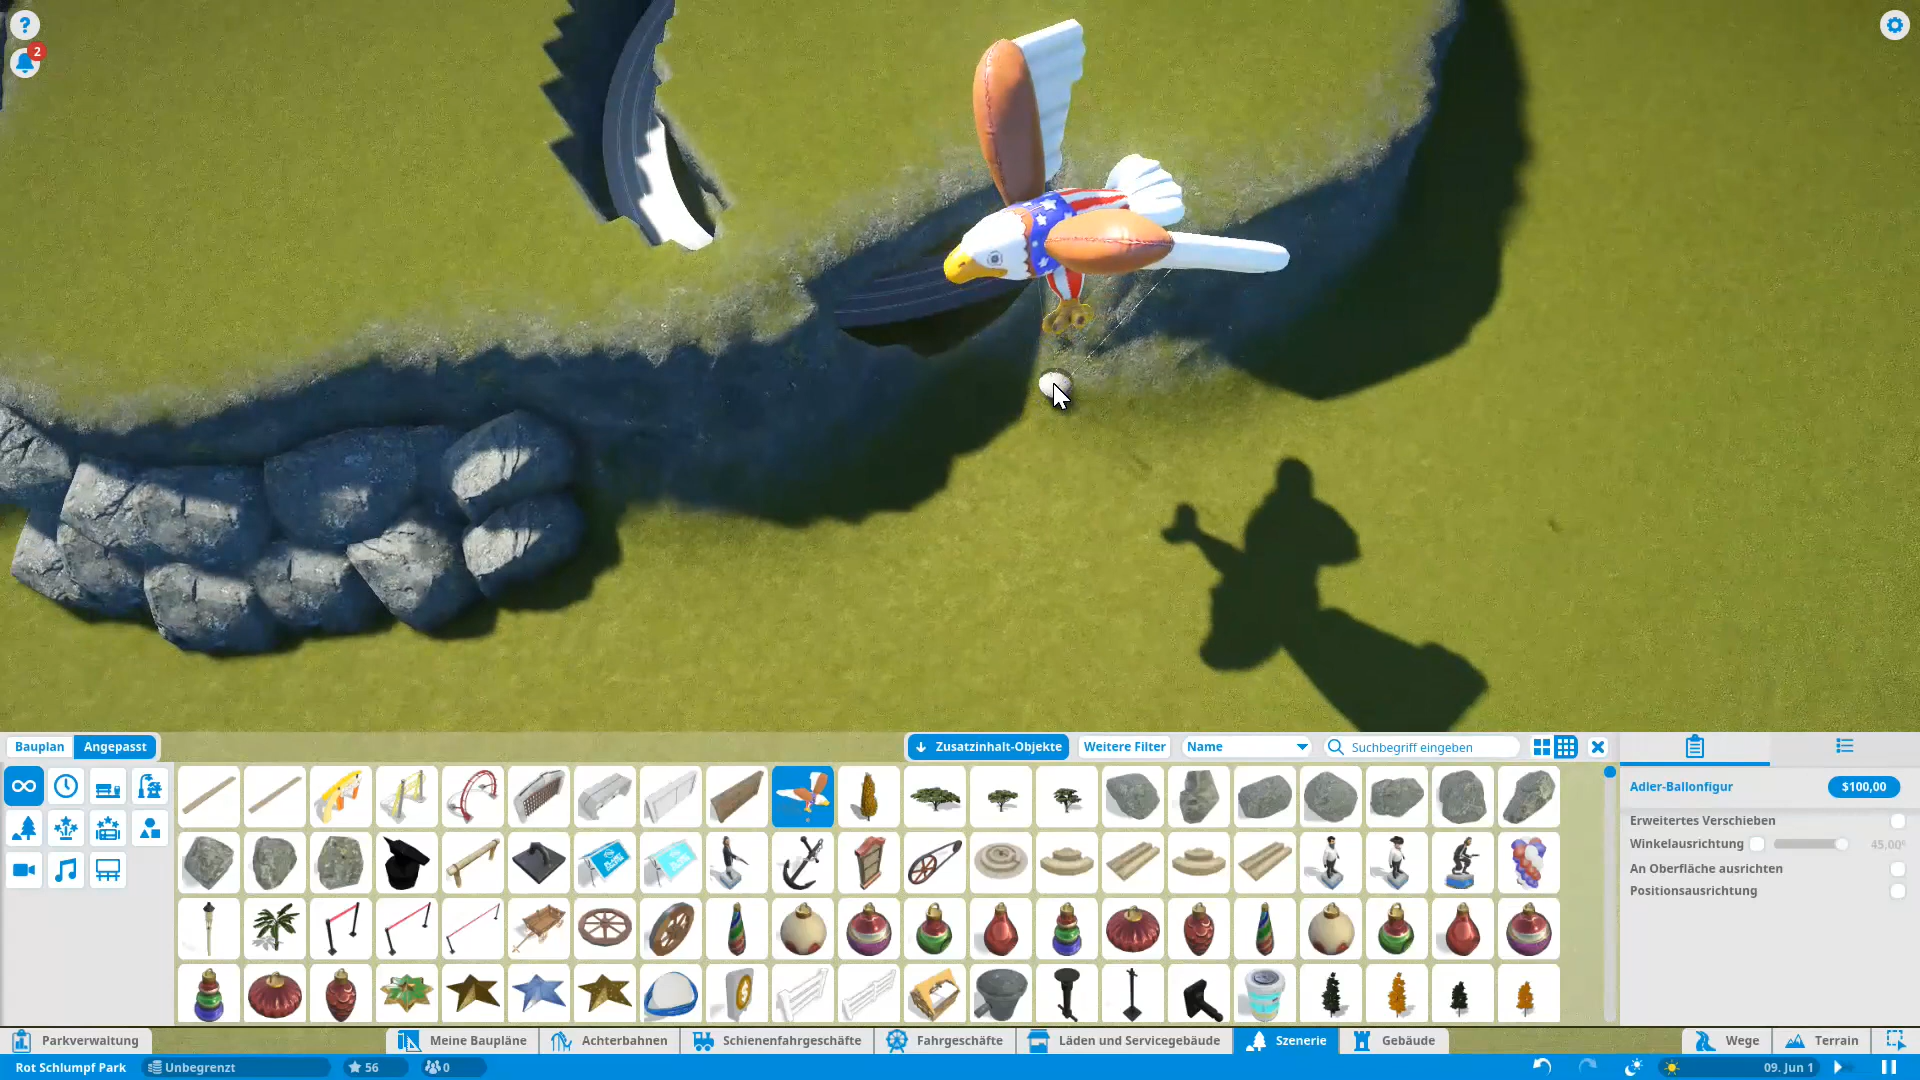 ?
2
Bauplan
Angepasst
Zusatzinhalt-Objekte
Weitere Filter
Name
Suchbegriff eingeben
Adler-Ballonfigur
$100,00
Erweitertes Verschieben
Winkelausrichtung
45,00°
An Oberfläche ausrichten
Positionsausrichtung
Parkverwaltung
Meine Baupläne
Achterbahnen
Schienenfahrgeschäfte
Fahrgeschäfte
Läden und Servicegebäude
Szenerie
Gebäude
Wege
Terrain
Rot Schlumpf Park
Unbegrenzt
56
0
09. Jun 1